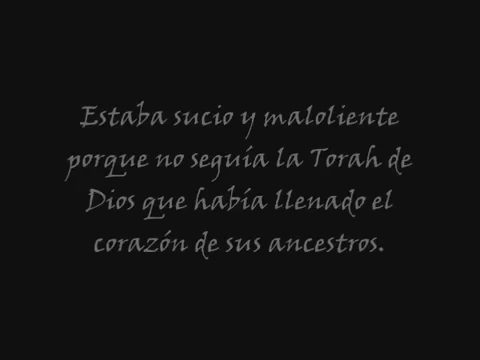 Estaba sucio y maloliente
porque no seguía la Torah de
Dios que había llenado el
corazón de sus ancestros.